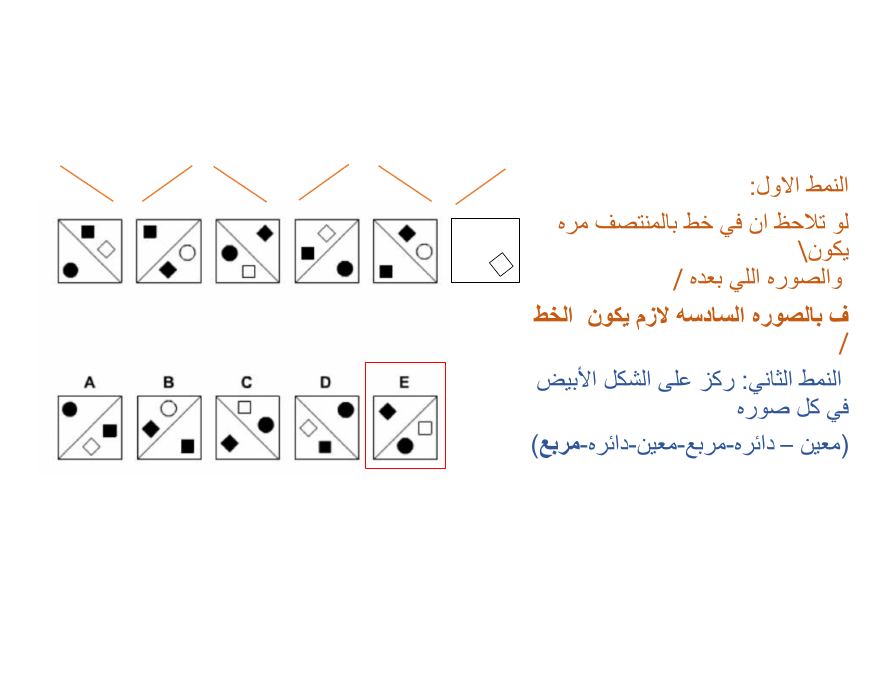 النمط الاول:
لو تلاحظ ان في خط بالمنتصف مره
يكون\
والصوره اللي بعده /
ف بالصوره السادسه لازم يكون الخط
/
النمط الثاني: ركز على الشكل الأبيض
في كل صوره
(معين – دائره-مربع-معين-دائره-مربع)
A B C D E